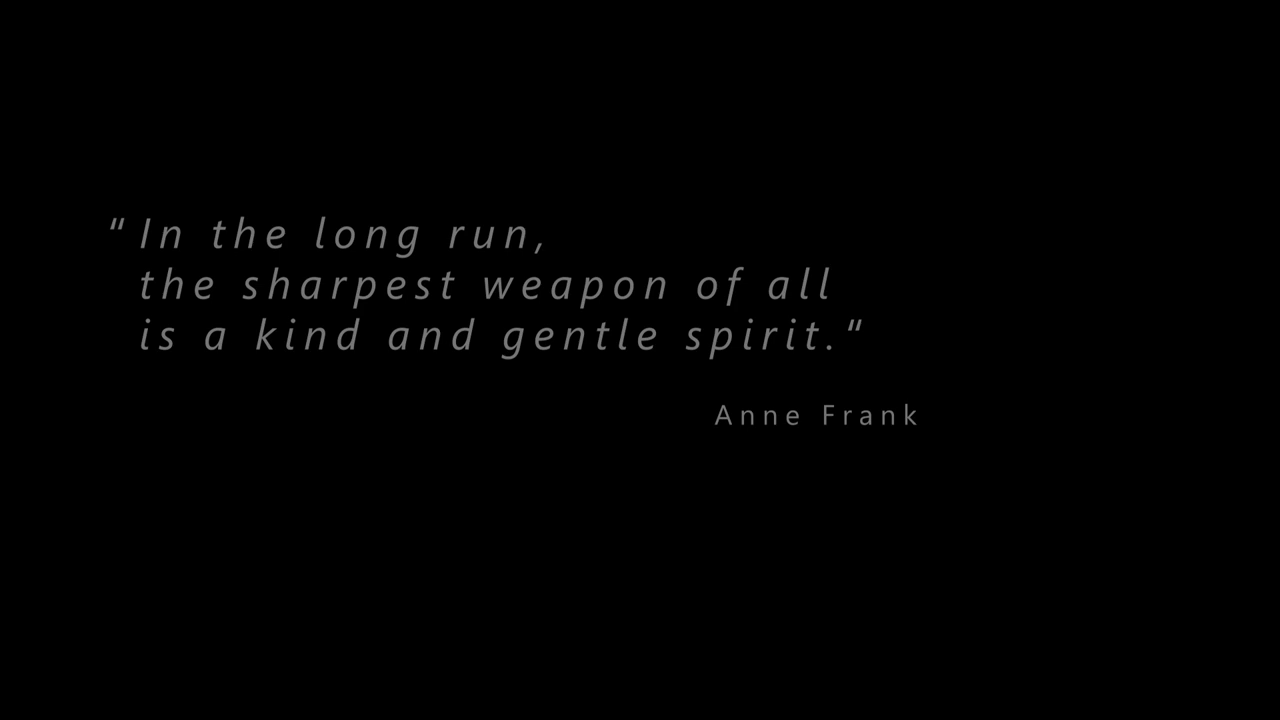 “In the long run,
the sharpest weapon of all
is a kind and gentle spirit.“
Anne Frank